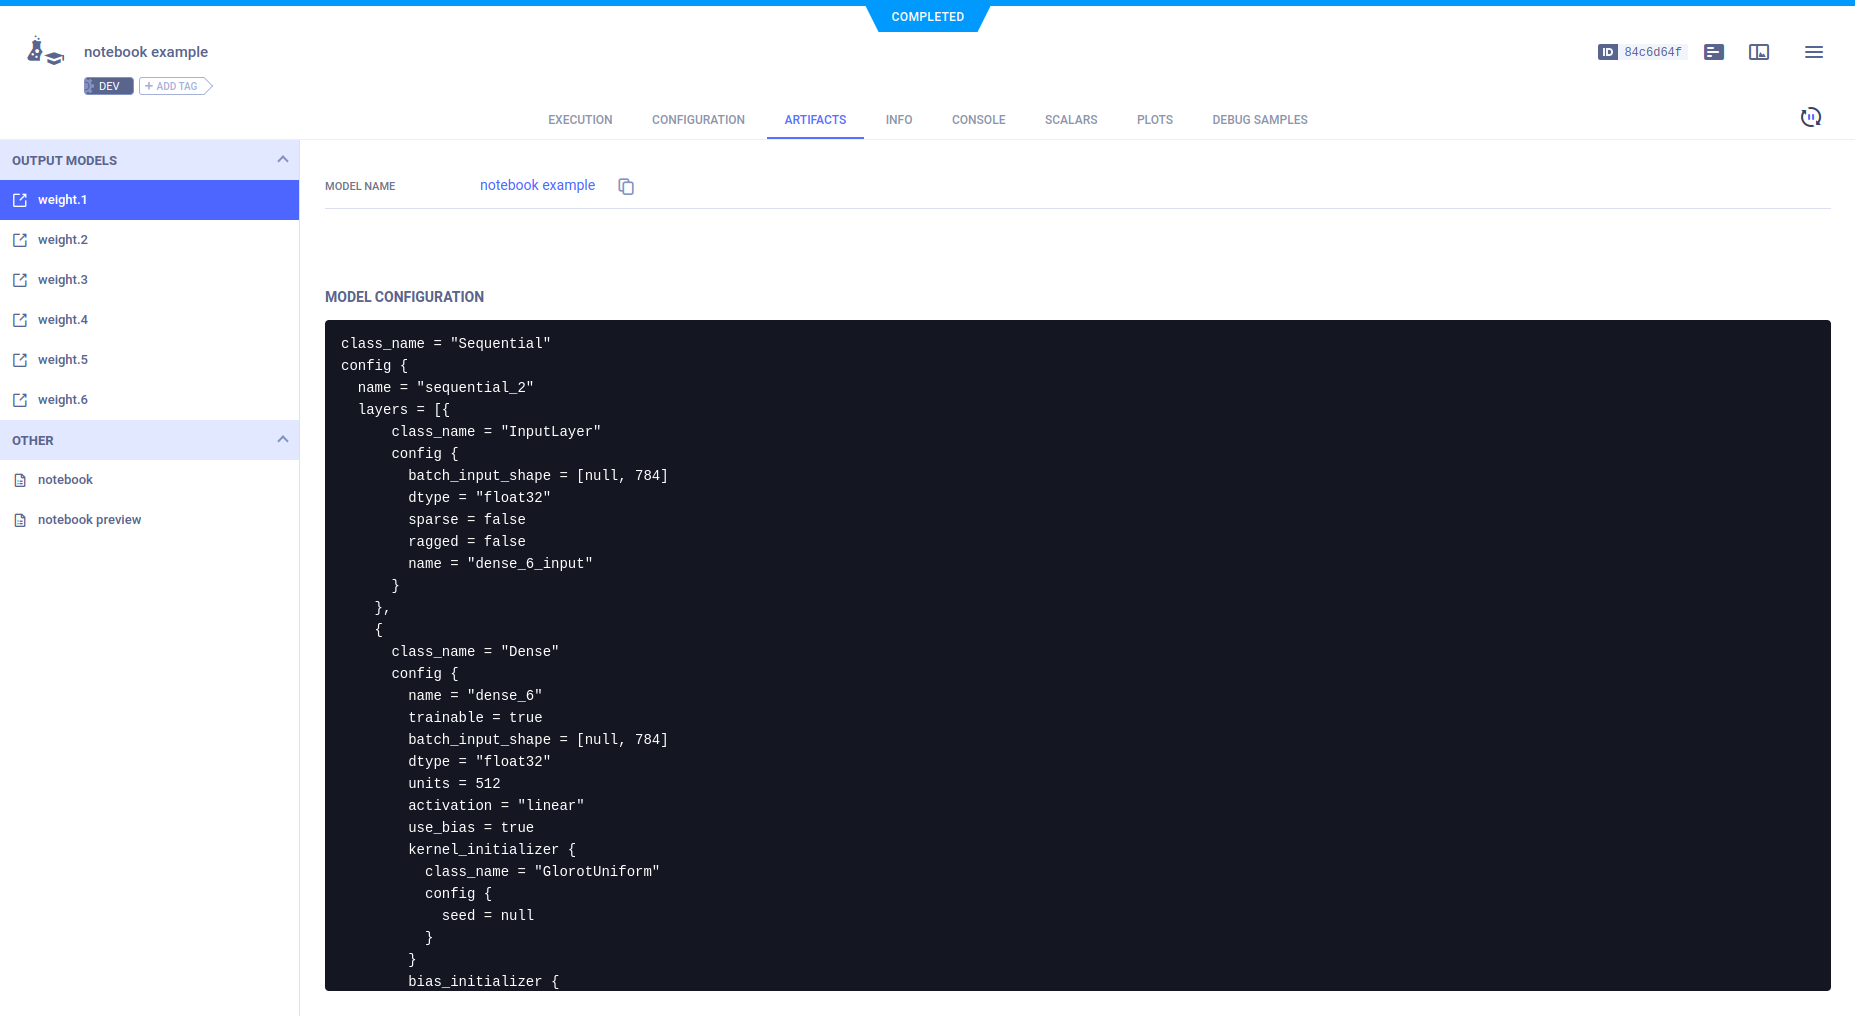 COMPLETED
notebook example
ID 84c6d64f
DEV
+ ADD TAG
EXECUTION CONFIGURATION ARTIFACTS INFO CONSOLE SCALARS PLOTS DEBUG SAMPLES
OUTPUT MODELS
weight.1
weight.2
weight.3
weight.4
weight.5
weight.6
OTHER
notebook
notebook preview
MODEL NAME notebook example
MODEL CONFIGURATION
class_name = "Sequential"
config {
  name = "sequential_2"
  layers = [{
      class_name = "InputLayer"
      config {
        batch_input_shape = [null, 784]
        dtype = "float32"
        sparse = false
        ragged = false
        name = "dense_6_input"
      }
    },
    {
      class_name = "Dense"
      config {
        name = "dense_6"
        trainable = true
        batch_input_shape = [null, 784]
        dtype = "float32"
        units = 512
        activation = "linear"
        use_bias = true
        kernel_initializer {
          class_name = "GlorotUniform"
          config {
            seed = null
          }
        }
        bias_initializer {